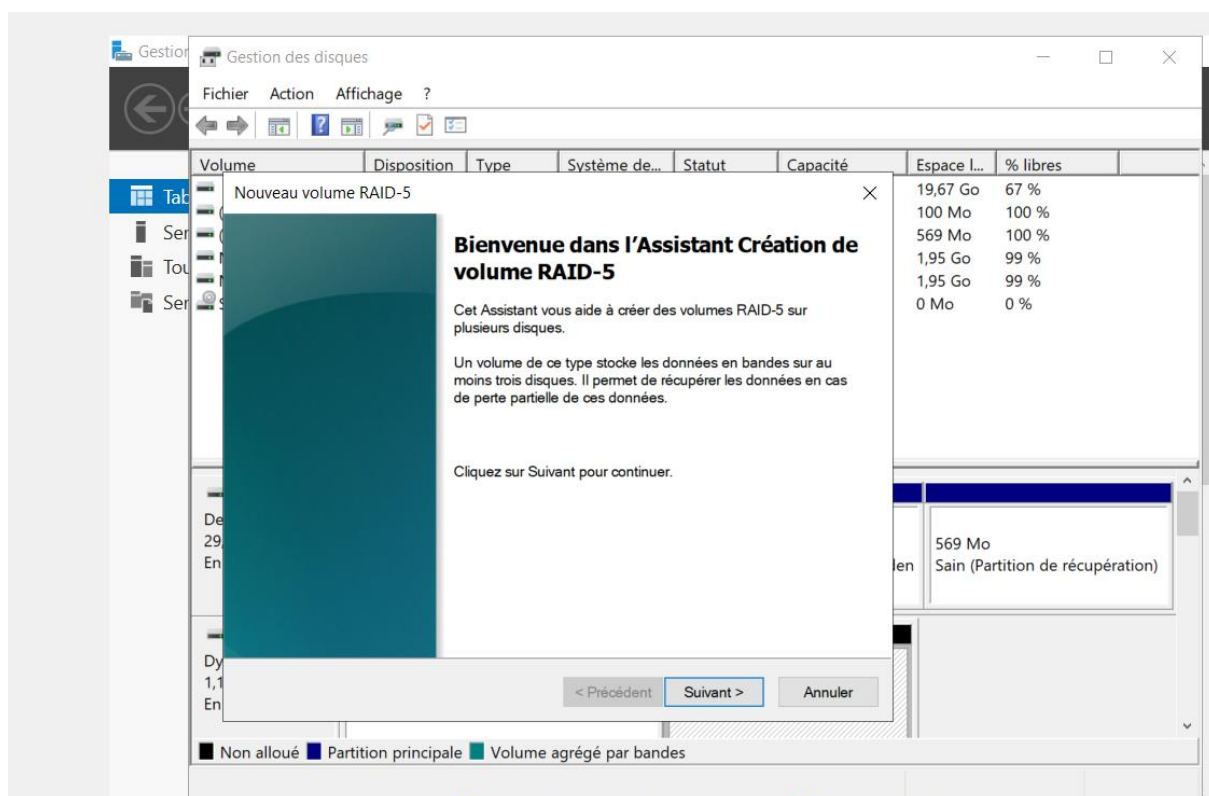 Gestion des disques
Fichier Action Affichage ?
Volume Disposition Type Système de... Statut Capacité Espace l... % libres
Nouveau volume RAID-5
19,67 Go 67 %
100 Mo 100 %
569 Mo 100 %
1,95 Go 99 %
1,95 Go 99 %
0 Mo 0 %
Bienvenue dans l'Assistant Création de
volume RAID-5
Cet Assistant vous aide à créer des volumes RAID-5 sur
plusieurs disques.
Un volume de ce type stocke les données en bandes sur au
moins trois disques. Il permet de récupérer les données en cas
de perte partielle de ces données.
Cliquez sur Suivant pour continuer.
569 Mo
Sain (Partition de récupération)
< Précédent Suivant > Annuler
Non alloué Partition principale Volume agrégé par bandes